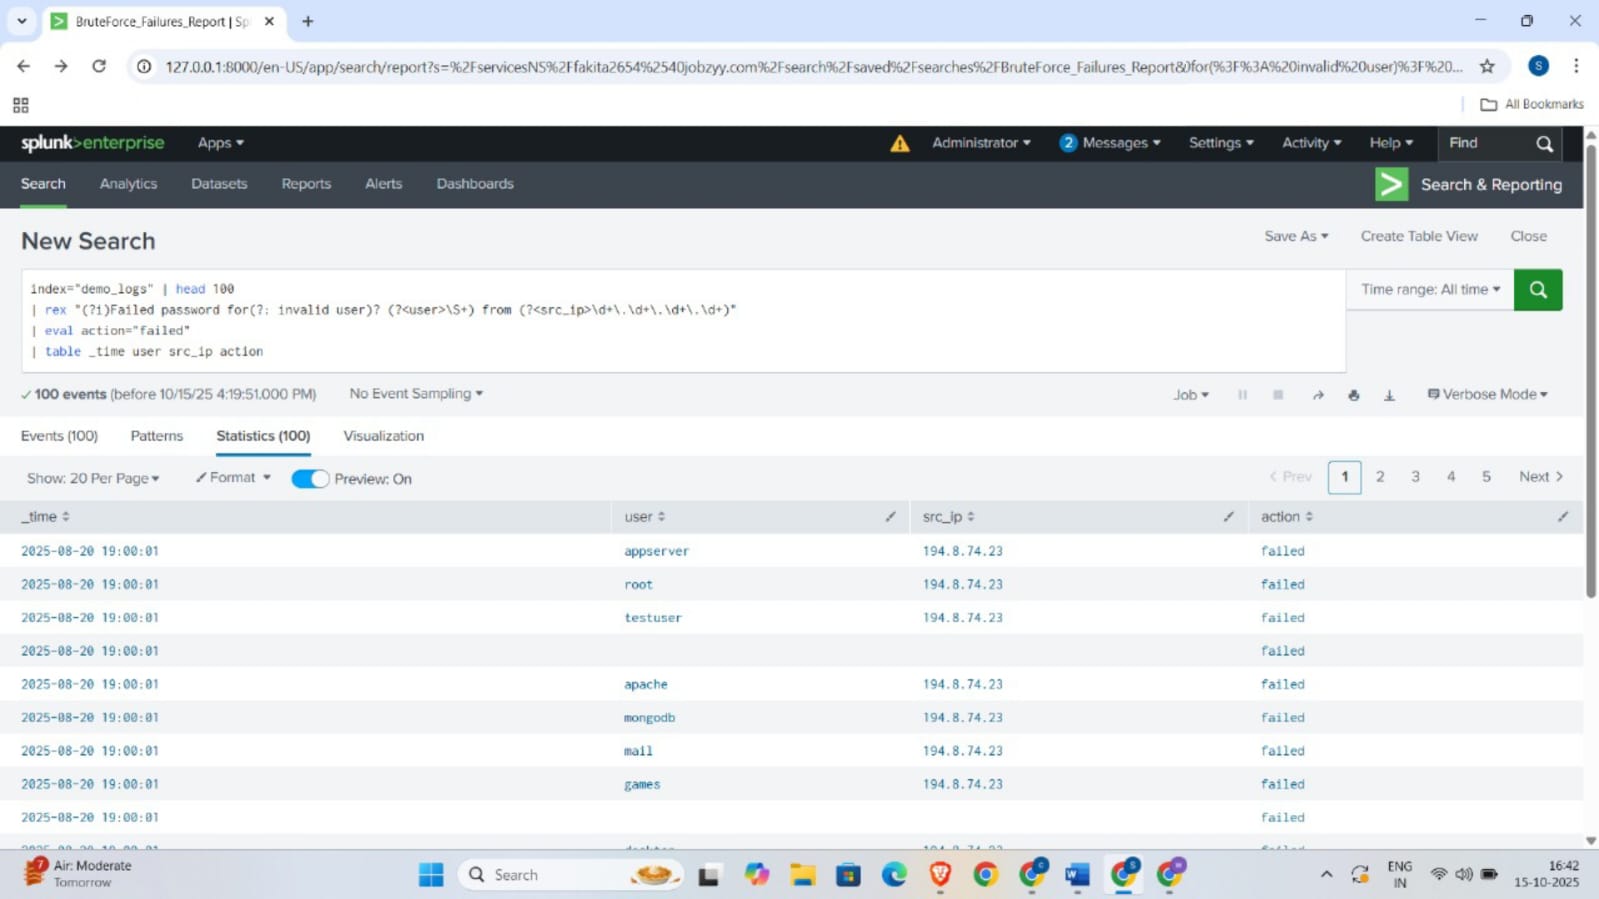 BruteForce_Failures_Report | Sp
127.0.0.1:8000/en-US/app/search/report?s=%2FservicesNS%2Ffakita2654%2540jobzyy.com%2Fsearch%2Fsaved%2Fsearches%2FBruteForce_Failures_Report&0for(%3F%3A%20invalid%20user)%3F%20...
S
All Bookmarks
splunk>enterprise Apps Administrator 2 Messages Settings Activity Help Find
Search Analytics Datasets Reports Alerts Dashboards Search & Reporting
New Search Save As Create Table View Close
index="demo_logs" | head 100 Time range: All time
| rex "(?i)Failed password for(?: invalid user)? (?<user>\S+) from (?<src_ip>\d+\.\d+\.\d+\.\d+)"
| eval action="failed"
| table _time user src_ip action
✓ 100 events (before 10/15/25 4:19:51.000 PM) No Event Sampling Job Verbose Mode
Events (100) Patterns Statistics (100) Visualization
Show: 20 Per Page Format Preview: On < Prev 1 2 3 4 5 Next >
_time user src_ip action
2025-08-20 19:00:01 appserver 194.8.74.23 failed
2025-08-20 19:00:01 root 194.8.74.23 failed
2025-08-20 19:00:01 testuser 194.8.74.23 failed
2025-08-20 19:00:01 failed
2025-08-20 19:00:01 apache 194.8.74.23 failed
2025-08-20 19:00:01 mongodb 194.8.74.23 failed
2025-08-20 19:00:01 mail 194.8.74.23 failed
2025-08-20 19:00:01 games 194.8.74.23 failed
2025-08-20 19:00:01 failed
7 Air: Moderate
Tomorrow
Search
ENG
IN
16:42
15-10-2025